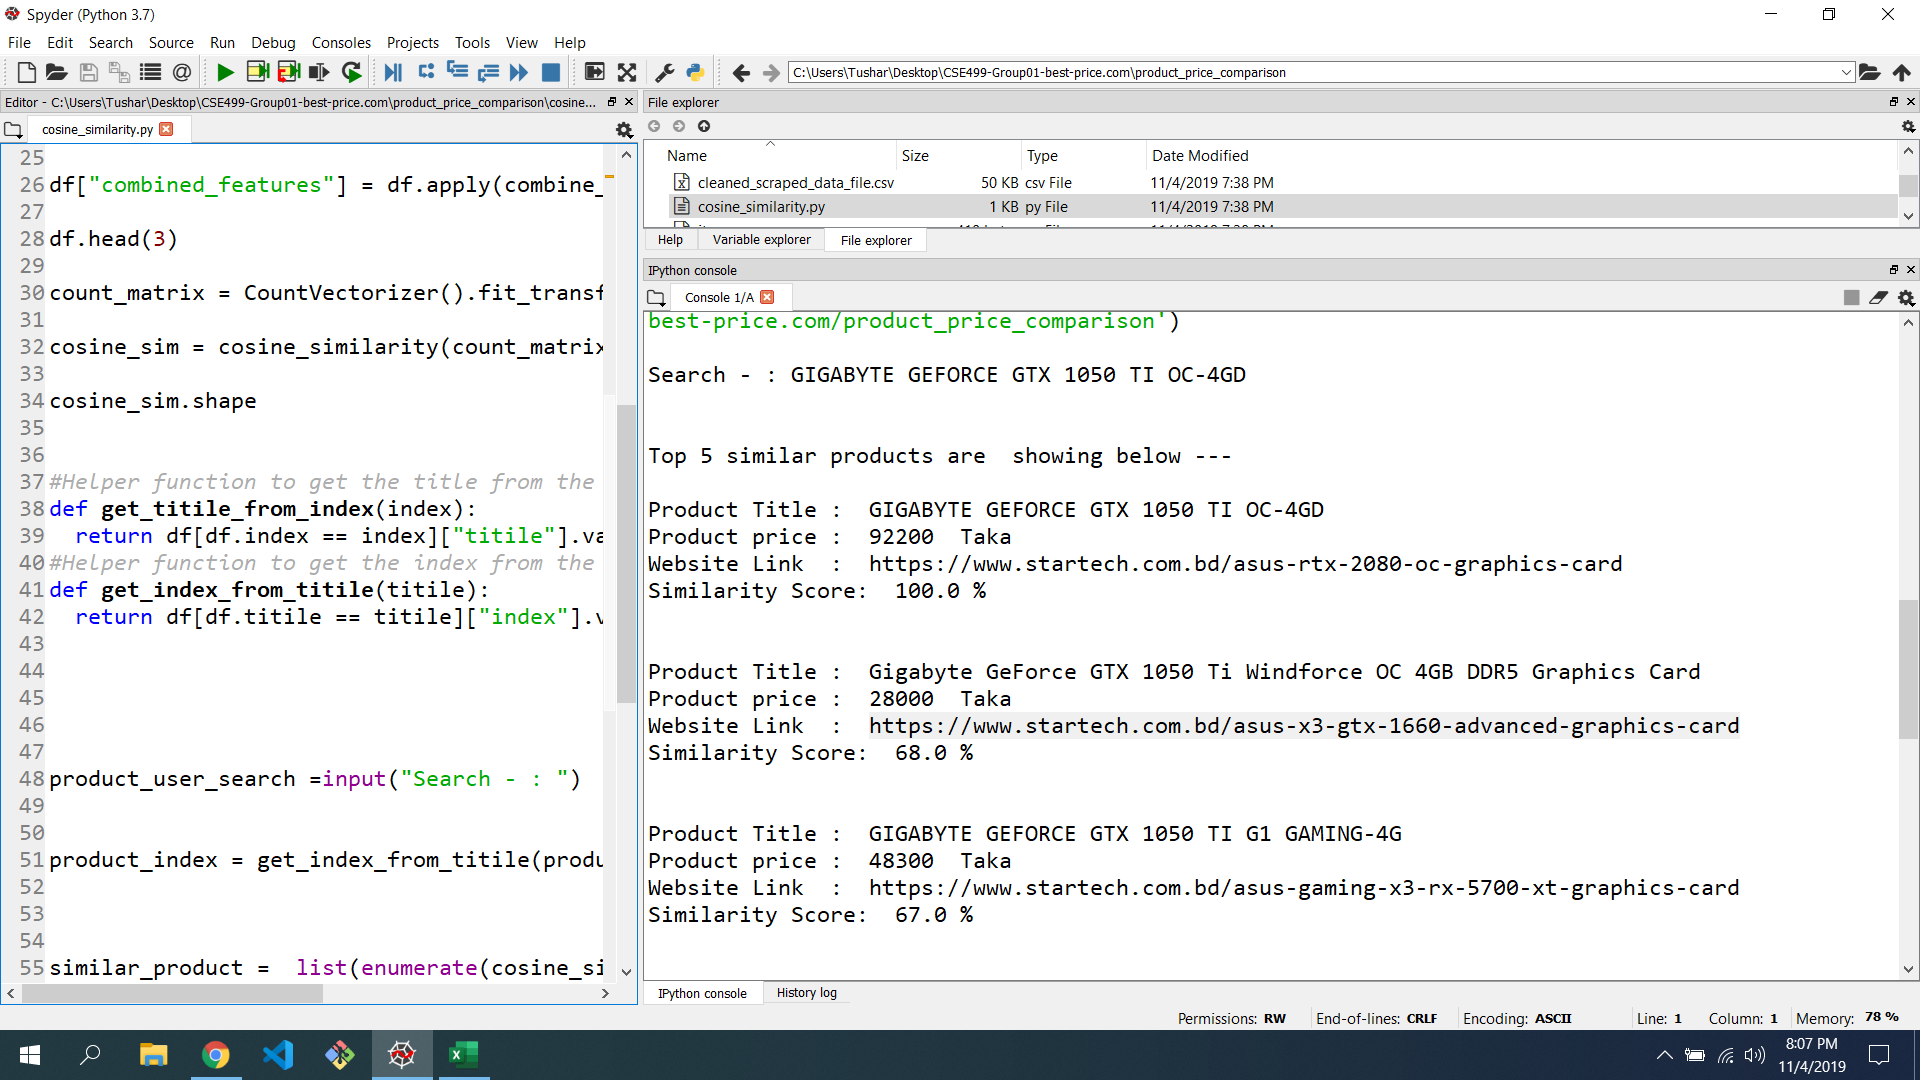 Spyder (Python 3.7)
File Edit Search Source Run Debug Consoles Projects Tools View Help
C:\Users\Tushar\Desktop\CSE499-Group01-best-price.com\product_price_comparison
Editor - C:\Users\Tushar\Desktop\CSE499-Group01-best-price.com\product_price_comparison\cosine...
cosine_similarity.py
25
26 df["combined_features"] = df.apply(combine_
27
28 df.head(3)
29
30 count_matrix = CountVectorizer().fit_transf
31
32 cosine_sim = cosine_similarity(count_matrix
33
34 cosine_sim.shape
35
36
37 #Helper function to get the title from the
38 def get_titile_from_index(index):
39   return df[df.index == index]["titile"].va
40 #Helper function to get the index from the
41 def get_index_from_titile(titile):
42   return df[df.titile == titile]["index"].v
43
44
45
46
47
48 product_user_search =input("Search - : ")
49
50
51 product_index = get_index_from_titile(produ
52
53
54
55 similar_product =  list(enumerate(cosine_si
File explorer
Name Size Type Date Modified
cleaned_scraped_data_file.csv 50 KB csv File 11/4/2019 7:38 PM
cosine_similarity.py 1 KB py File 11/4/2019 7:38 PM
Help Variable explorer File explorer
IPython console
Console 1/A
best-price.com/product_price_comparison')
Search - : GIGABYTE GEFORCE GTX 1050 TI OC-4GD
Top 5 similar products are  showing below ---
Product Title :  GIGABYTE GEFORCE GTX 1050 TI OC-4GD
Product price :  92200  Taka
Website Link  :  https://www.startech.com.bd/asus-rtx-2080-oc-graphics-card
Similarity Score:  100.0 %
Product Title :  Gigabyte GeForce GTX 1050 Ti Windforce OC 4GB DDR5 Graphics Card
Product price :  28000  Taka
Website Link  :  https://www.startech.com.bd/asus-x3-gtx-1660-advanced-graphics-card
Similarity Score:  68.0 %
Product Title :  GIGABYTE GEFORCE GTX 1050 TI G1 GAMING-4G
Product price :  48300  Taka
Website Link  :  https://www.startech.com.bd/asus-gaming-x3-rx-5700-xt-graphics-card
Similarity Score:  67.0 %
IPython console History log
Permissions: RW End-of-lines: CRLF Encoding: ASCII Line: 1 Column: 1 Memory: 78 %
8:07 PM
11/4/2019